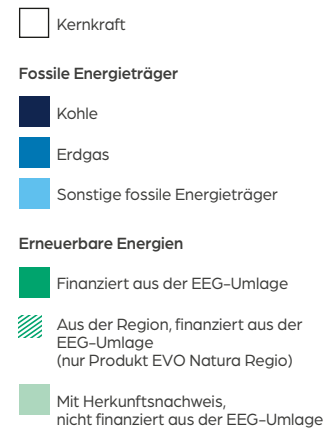 Kernkraft
Fossile Energieträger
Kohle
Erdgas
Sonstige fossile Energieträger
Erneuerbare Energien
Finanziert aus der EEG-Umlage
Aus der Region, finanziert aus der
EEG-Umlage
(nur Produkt EVO Natura Regio)
Mit Herkunftsnachweis,
nicht finanziert aus der EEG-Umlage